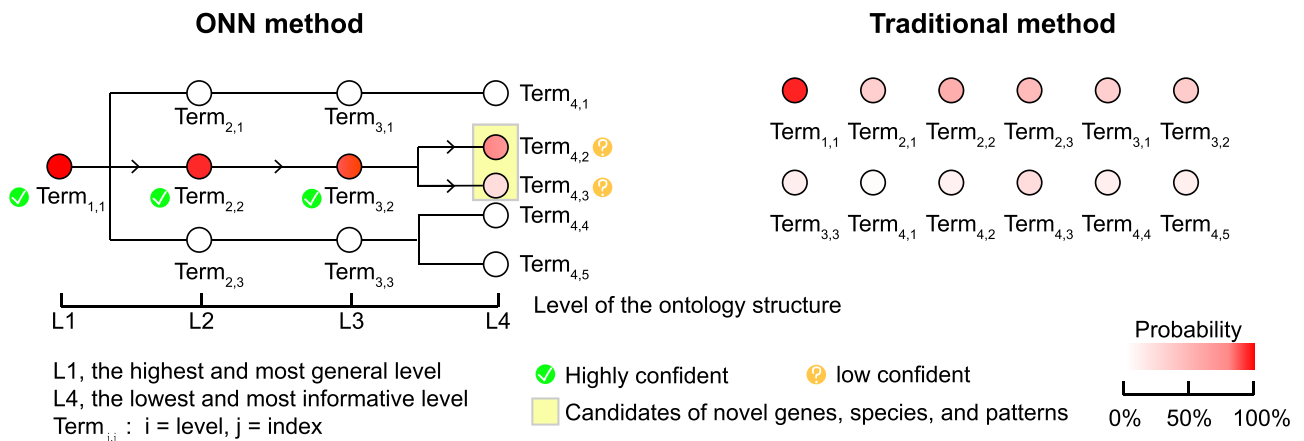 ONN method
Traditional method
Term4,1
Term2,1
Term3,1
Term4,2
Term1,1
Term2,2
Term3,2
Term4,3
Term4,4
Term2,3
Term3,3
Term4,5
L1 L2 L3 L4
Level of the ontology structure
Term1,1 Term2,1 Term2,2 Term2,3 Term3,1 Term3,2
Term3,3 Term4,1 Term4,2 Term4,3 Term4,4 Term4,5
L1, the highest and most general level
L4, the lowest and most informative level
Termi,j : i = level, j = index
Highly confident
low confident
Candidates of novel genes, species, and patterns
Probability
0% 50% 100%